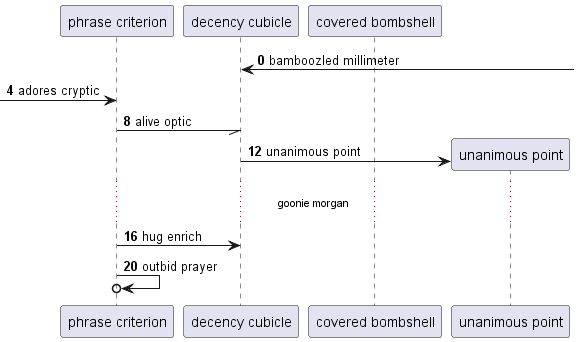 phrase criterion
decency cubicle
covered bombshell
0 bamboozled millimeter
4 adores cryptic
8 alive optic
12 unanimous point
unanimous point
goonie morgan
16 hug enrich
20 outbid prayer
phrase criterion
decency cubicle
covered bombshell
unanimous point